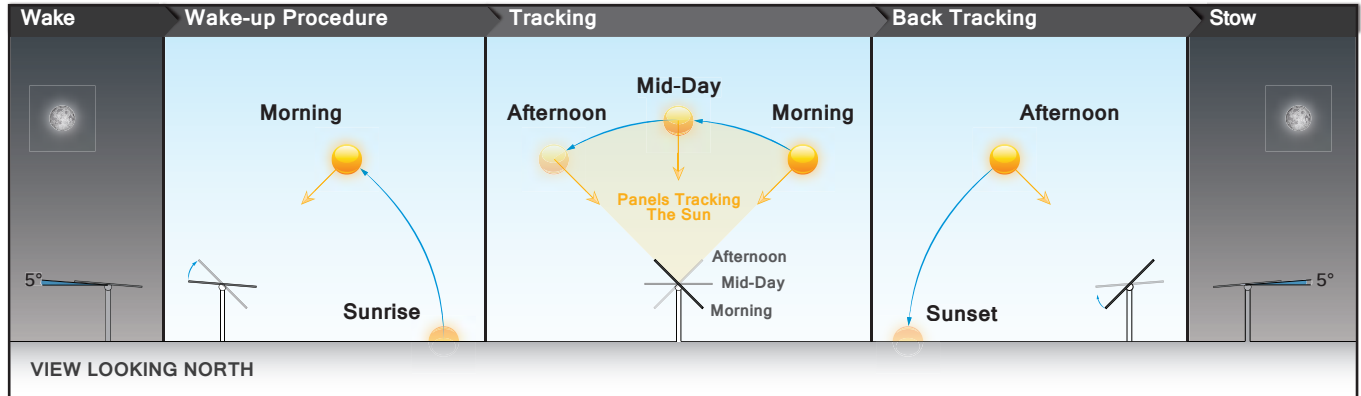 Wake
Wake-up Procedure
Tracking
Back Tracking
Stow
Morning
Sunrise
5°
Mid-Day
Afternoon
Morning
Panels Tracking
The Sun
Afternoon
Mid-Day
Morning
Afternoon
Sunset
5°
VIEW LOOKING NORTH